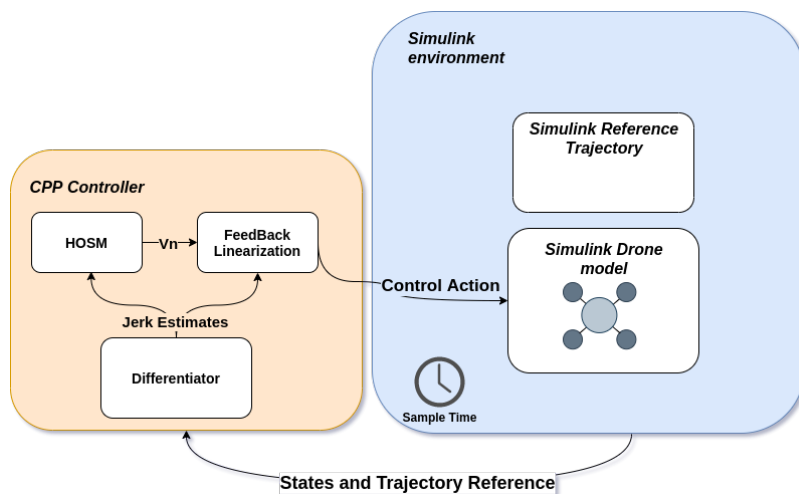 Simulink
environment
Simulink Reference
Trajectory
CPP Controller
HOSM
Vn
FeedBack
Linearization
Simulink Drone
model
Control Action
Jerk Estimates
Differentiator
Sample Time
States and Trajectory Reference